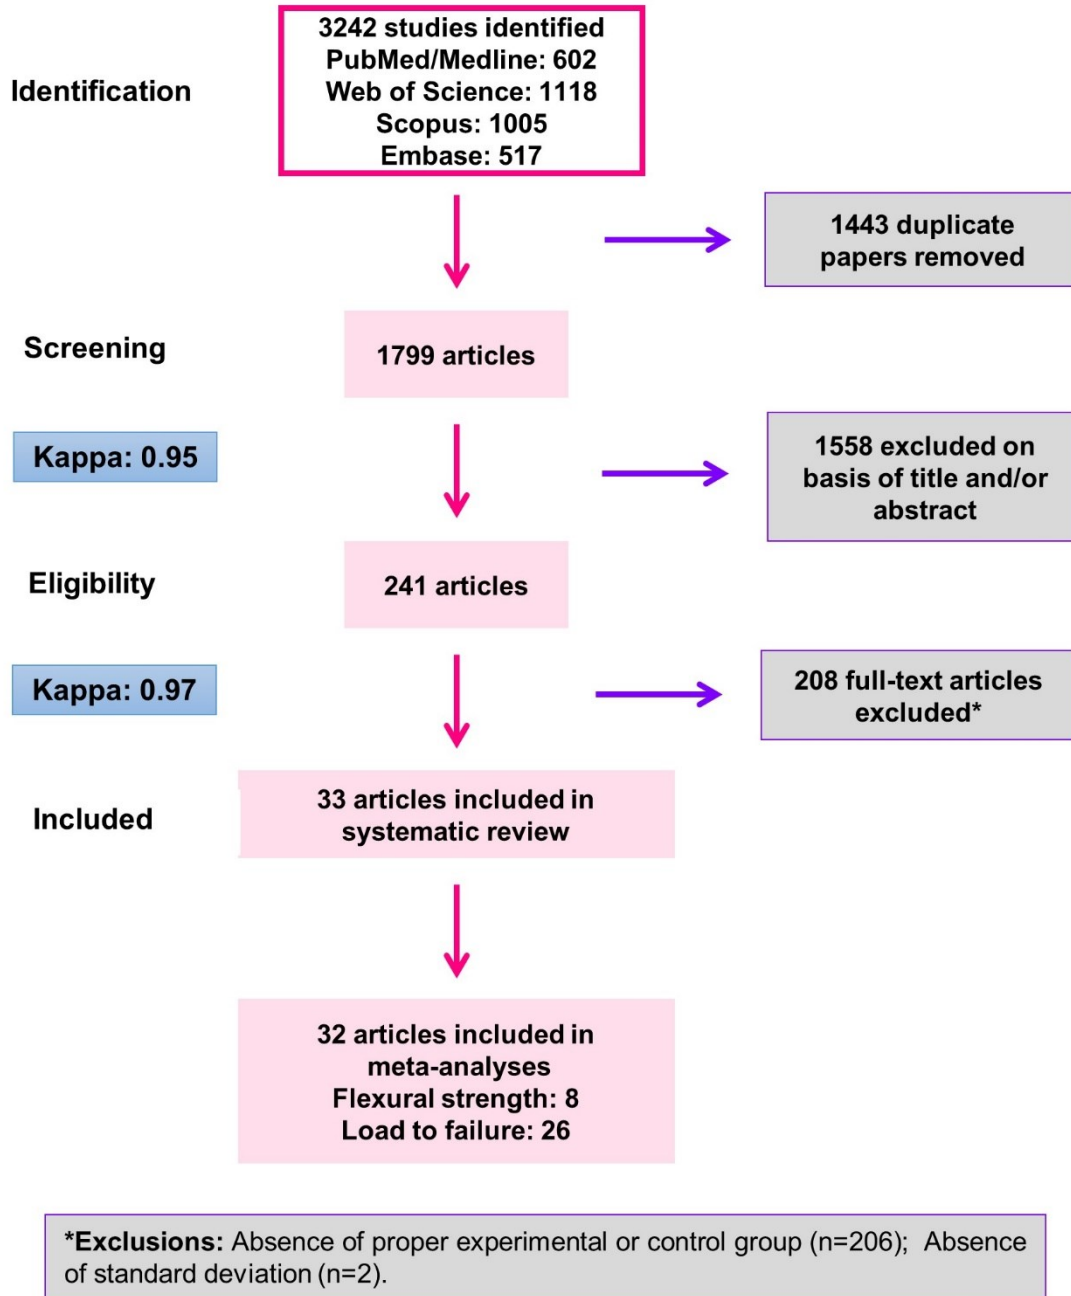 3242 studies identified
PubMed/Medline: 602
Identification
Web of Science: 1118
Scopus: 1005
Embase: 517
1443 duplicate
papers removed
Screening
1799 articles
Kappa: 0.95
1558 excluded on
basis of title and/or
abstract
Eligibility
241 articles
Kappa: 0.97
208 full-text articles
excluded*
Included
33 articles included in
systematic review
32 articles included in
meta-analyses
Flexural strength: 8
Load to failure: 26
*Exclusions: Absence of proper experimental or control group (n=206); Absence
of standard deviation (n=2).